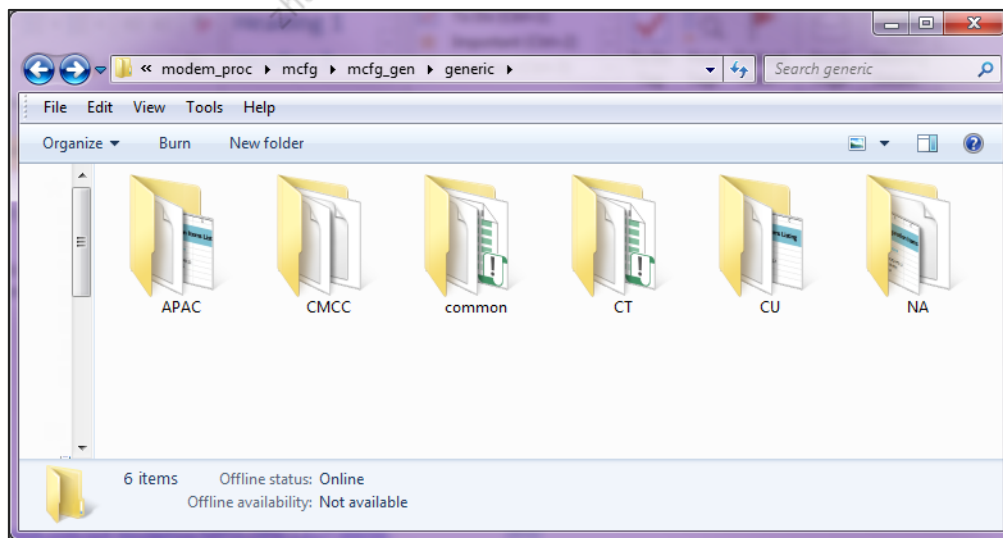 « modem_proc ▸ mcfg ▸ mcfg_gen ▸ generic ▸ Search generic
File Edit View Tools Help
Organize ▾ Burn New folder
APAC CMCC common CT CU NA
6 items Offline status: Online
Offline availability: Not available